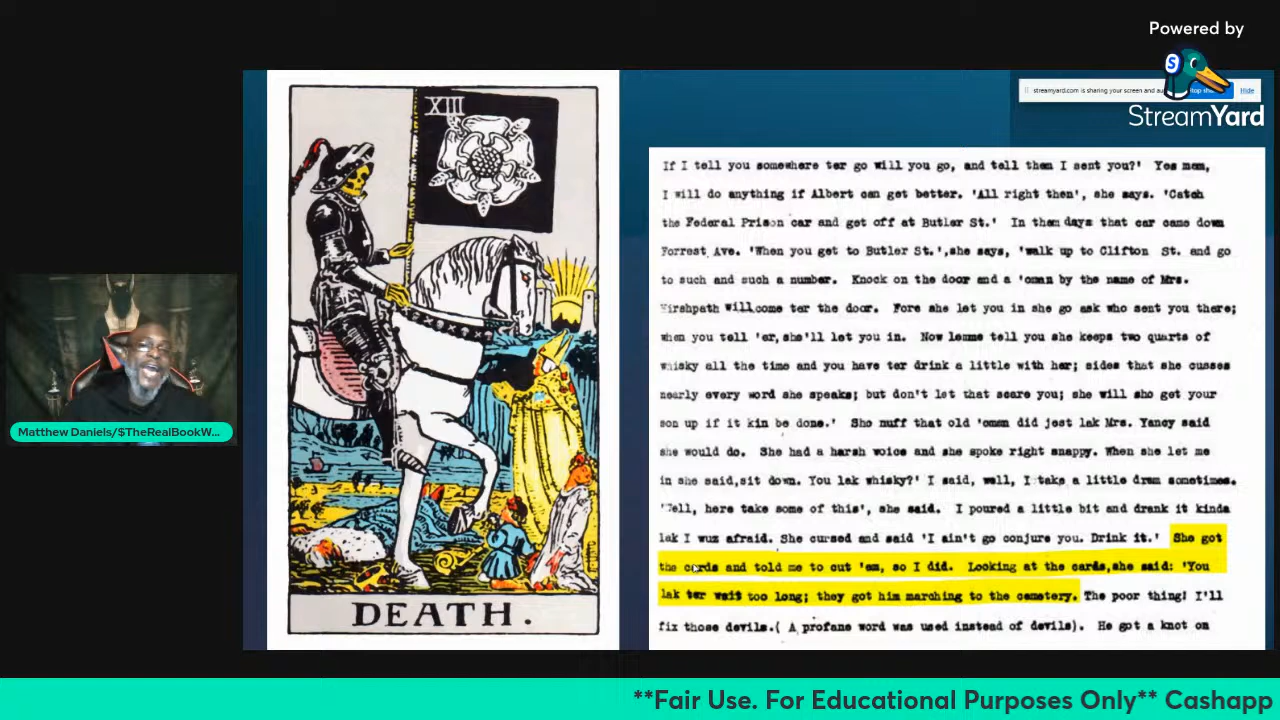 Powered by
StreamYard
streamyard.com is sharing your screen and
Hide
XIII
DEATH.
If I tell you somewhere ter go will you go, and tell them I sent you?' Yes mam,
I will do anything if Albert can get better. 'All right then', she says. 'Catch
the Federal Prison car and get off at Butler St.' In them days that car came down
Forrest Ave. 'When you get to Butler St.',she says, 'walk up to Clifton St. and go
to such and such a number. Knock on the door and a 'oman by the name of Mrs.
will come ter the door. Fore she let you in she go ask who sent you there;
when you tell 'er,she'll let you in. Now lemme tell you she keeps two quarts of
whisky all the time and you have ter drink a little with her; sides that she cusses
nearly every word she speaks; but don't let that scare you; she will sho get your
son up if it kin be done.' Sho nuff that old 'oman did jest lak Mrs. Yancy said
she would do. She had a harsh voice and she spoke right snappy. When she let me
in she said,sit down. You lak whisky?' I said, well, I take a little dram sometimes.
'Well, here take some of this', she said. I poured a little bit and drank it kinda
lak I wuz afraid. She cursed and said 'I ain't go conjure you. Drink it.' She got
the cards and told me to cut 'em, so I did. Looking at the cards,she said: 'You
lak ter wait too long; they got him marching to the cemetery. The poor thing! I'll
fix those devils.( A profane word was used instead of devils). He got a knot on
Matthew Daniels/$TheRealBookW...
**Fair Use. For Educational Purposes Only** Cashapp